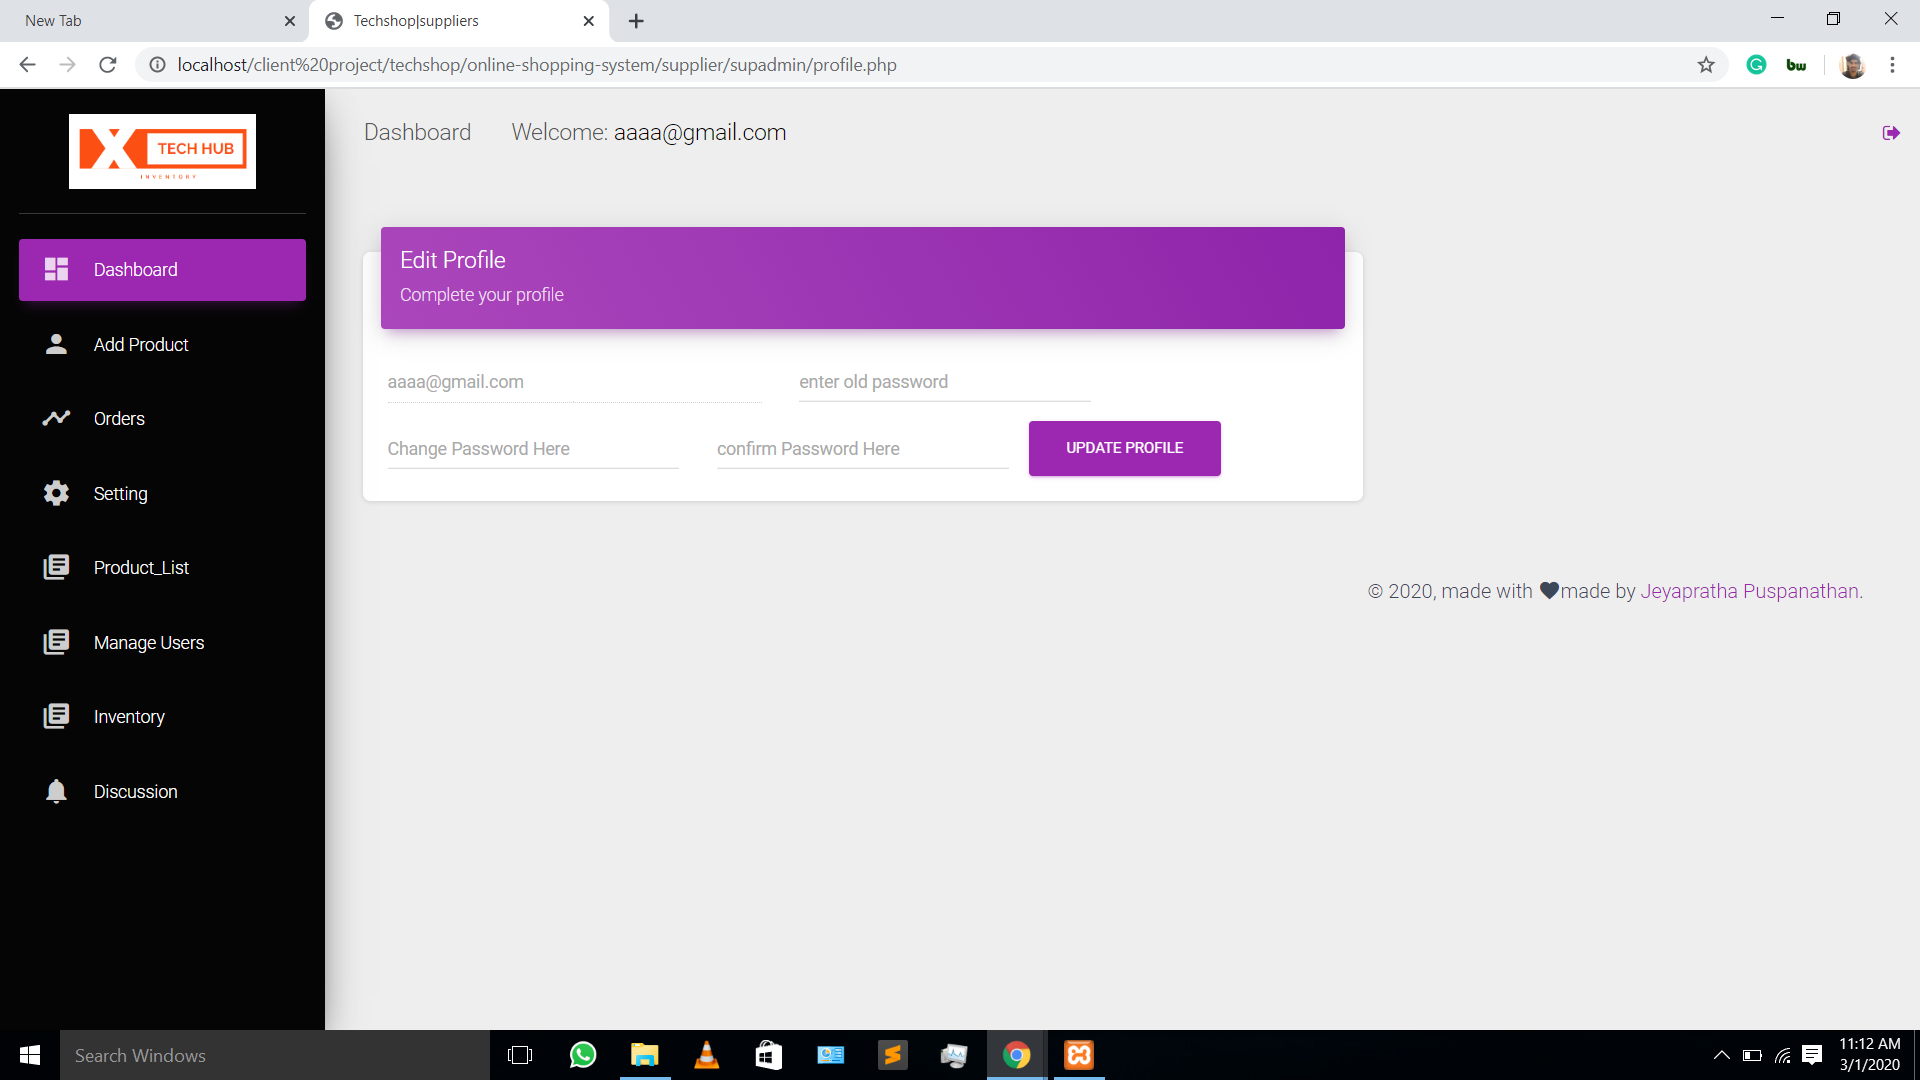 New Tab
Techshop|suppliers
localhost/client%20project/techshop/online-shopping-system/supplier/supadmin/profile.php
bw
TECH HUB
INVENTORY
Dashboard
Welcome: aaaa@gmail.com
Dashboard
Add Product
Orders
Setting
Product_List
Manage Users
Inventory
Discussion
Edit Profile
Complete your profile
aaaa@gmail.com
enter old password
Change Password Here
confirm Password Here
UPDATE PROFILE
© 2020, made with made by Jeyapratha Puspanathan.
Search Windows
11:12 AM
3/1/2020